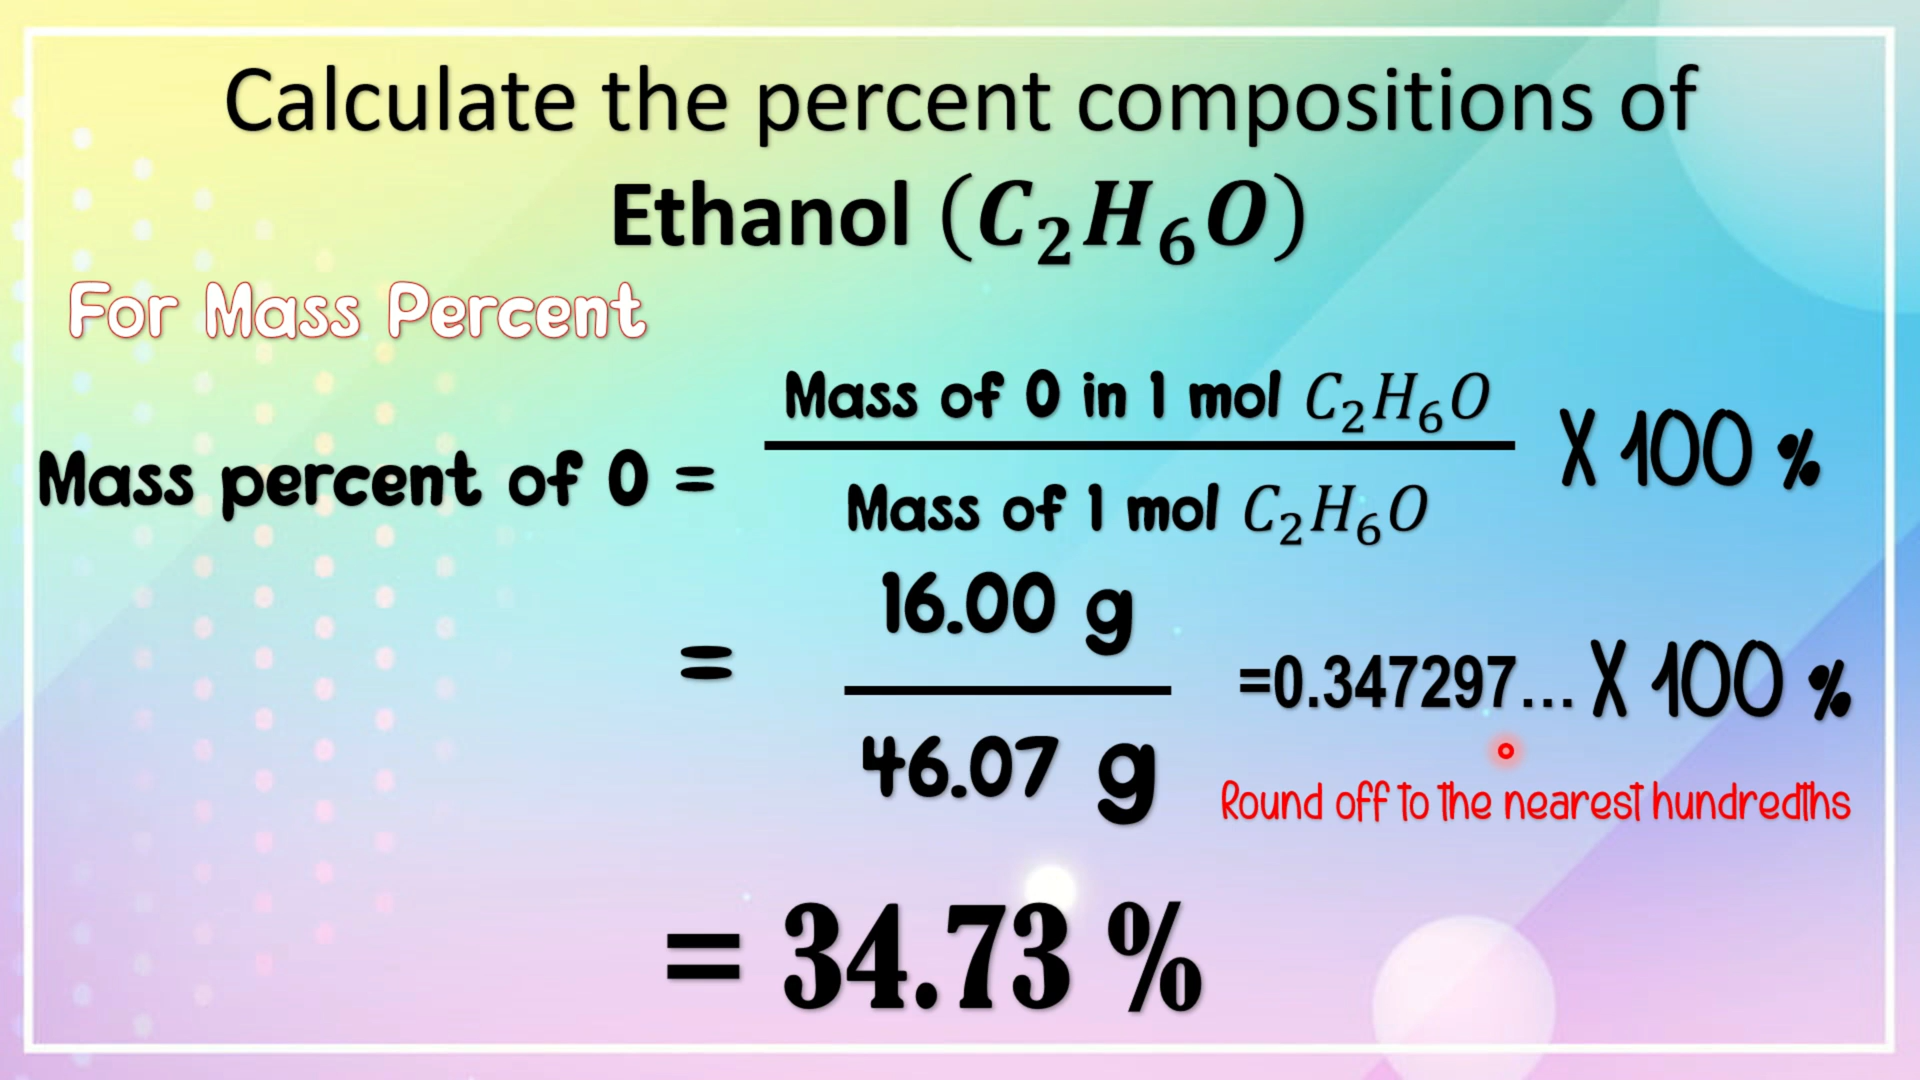 Calculate the percent compositions of
Ethanol (C₂H₆O)
For Mass Percent
Mass percent of O = Mass of O in 1 mol C₂H₆O X 100 %
Mass of 1 mol C₂H₆O
= 16.00 g
46.07 g
=0.347297... X 100 %
Round off to the nearest hundredths
= 34.73 %